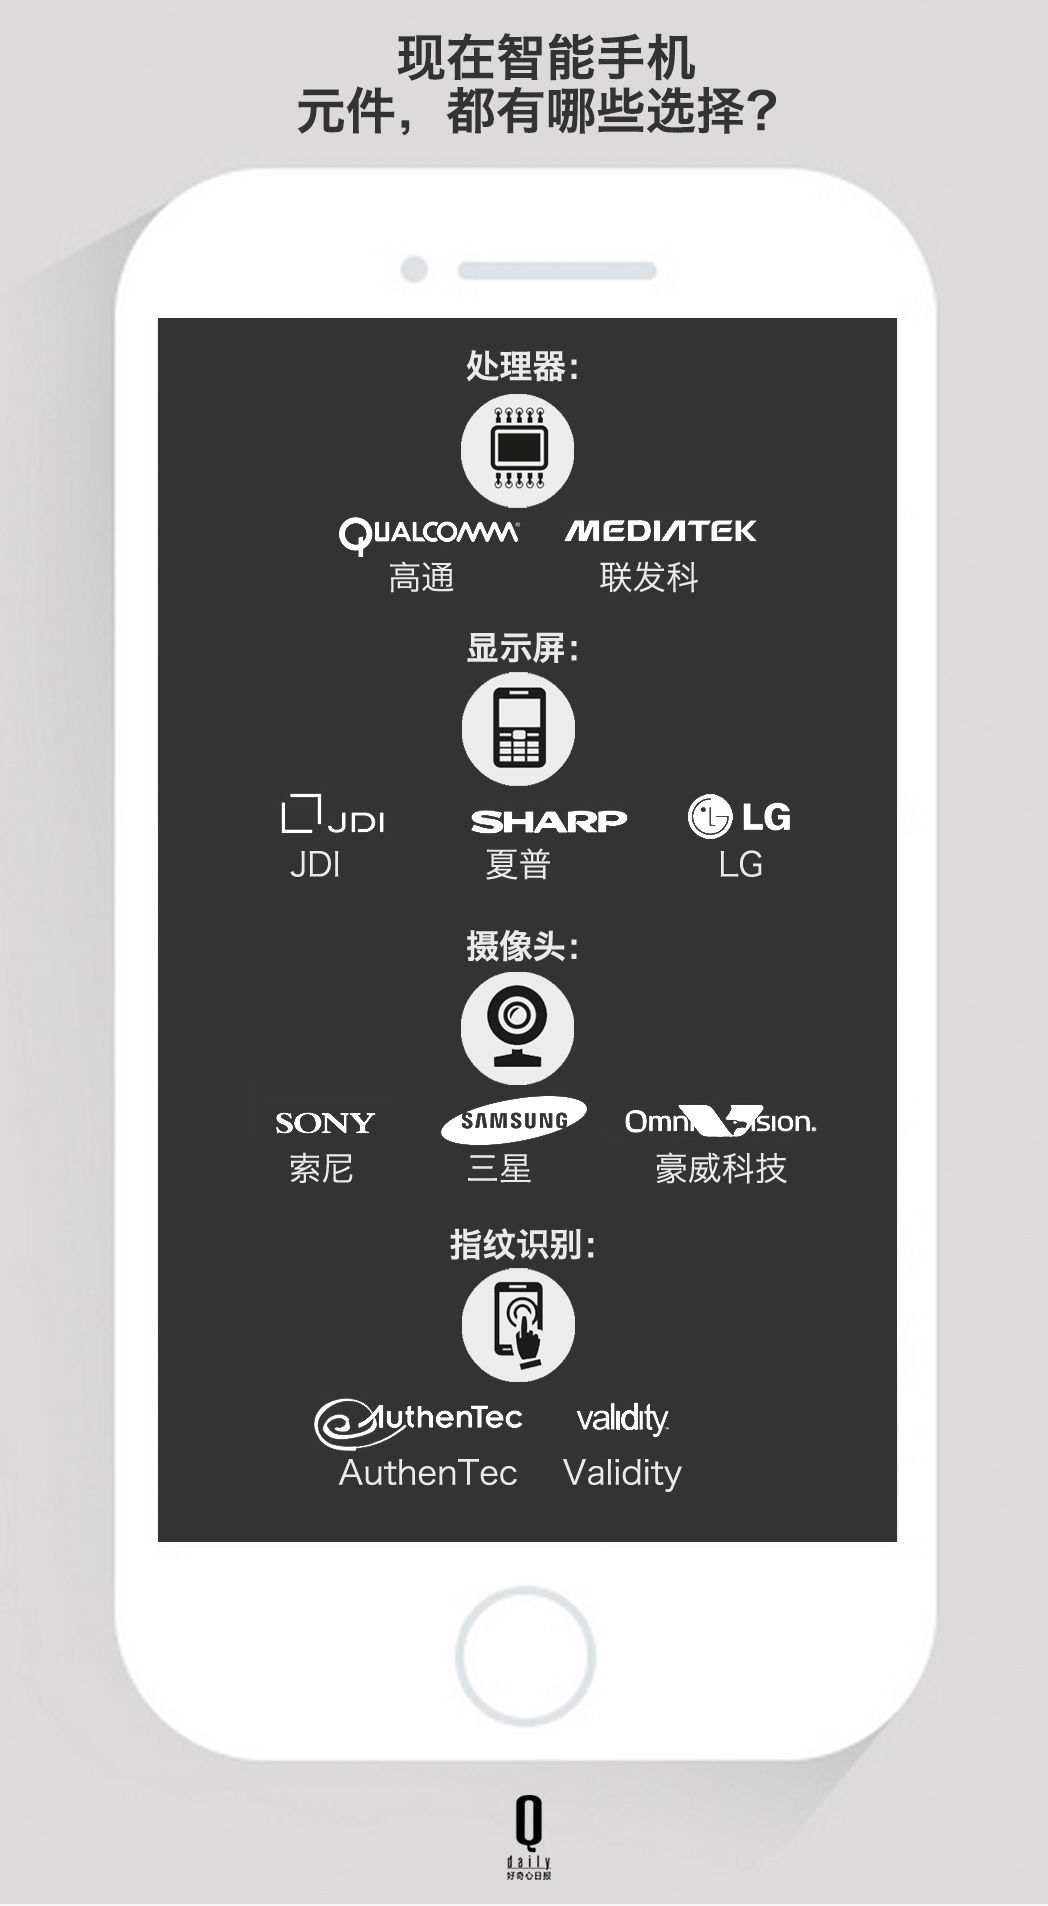 现在智能手机
元件，都有哪些选择？
处理器：
QUALCOMM® MEDIATEK
高通 联发科
显示屏：
JDI SHARP LG
JDI 夏普 LG
摄像头：
SONY SAMSUNG OmniVision®
索尼 三星 豪威科技
指纹识别：
AuthenTec validity
AuthenTec Validity
Q
daily
好奇心日报